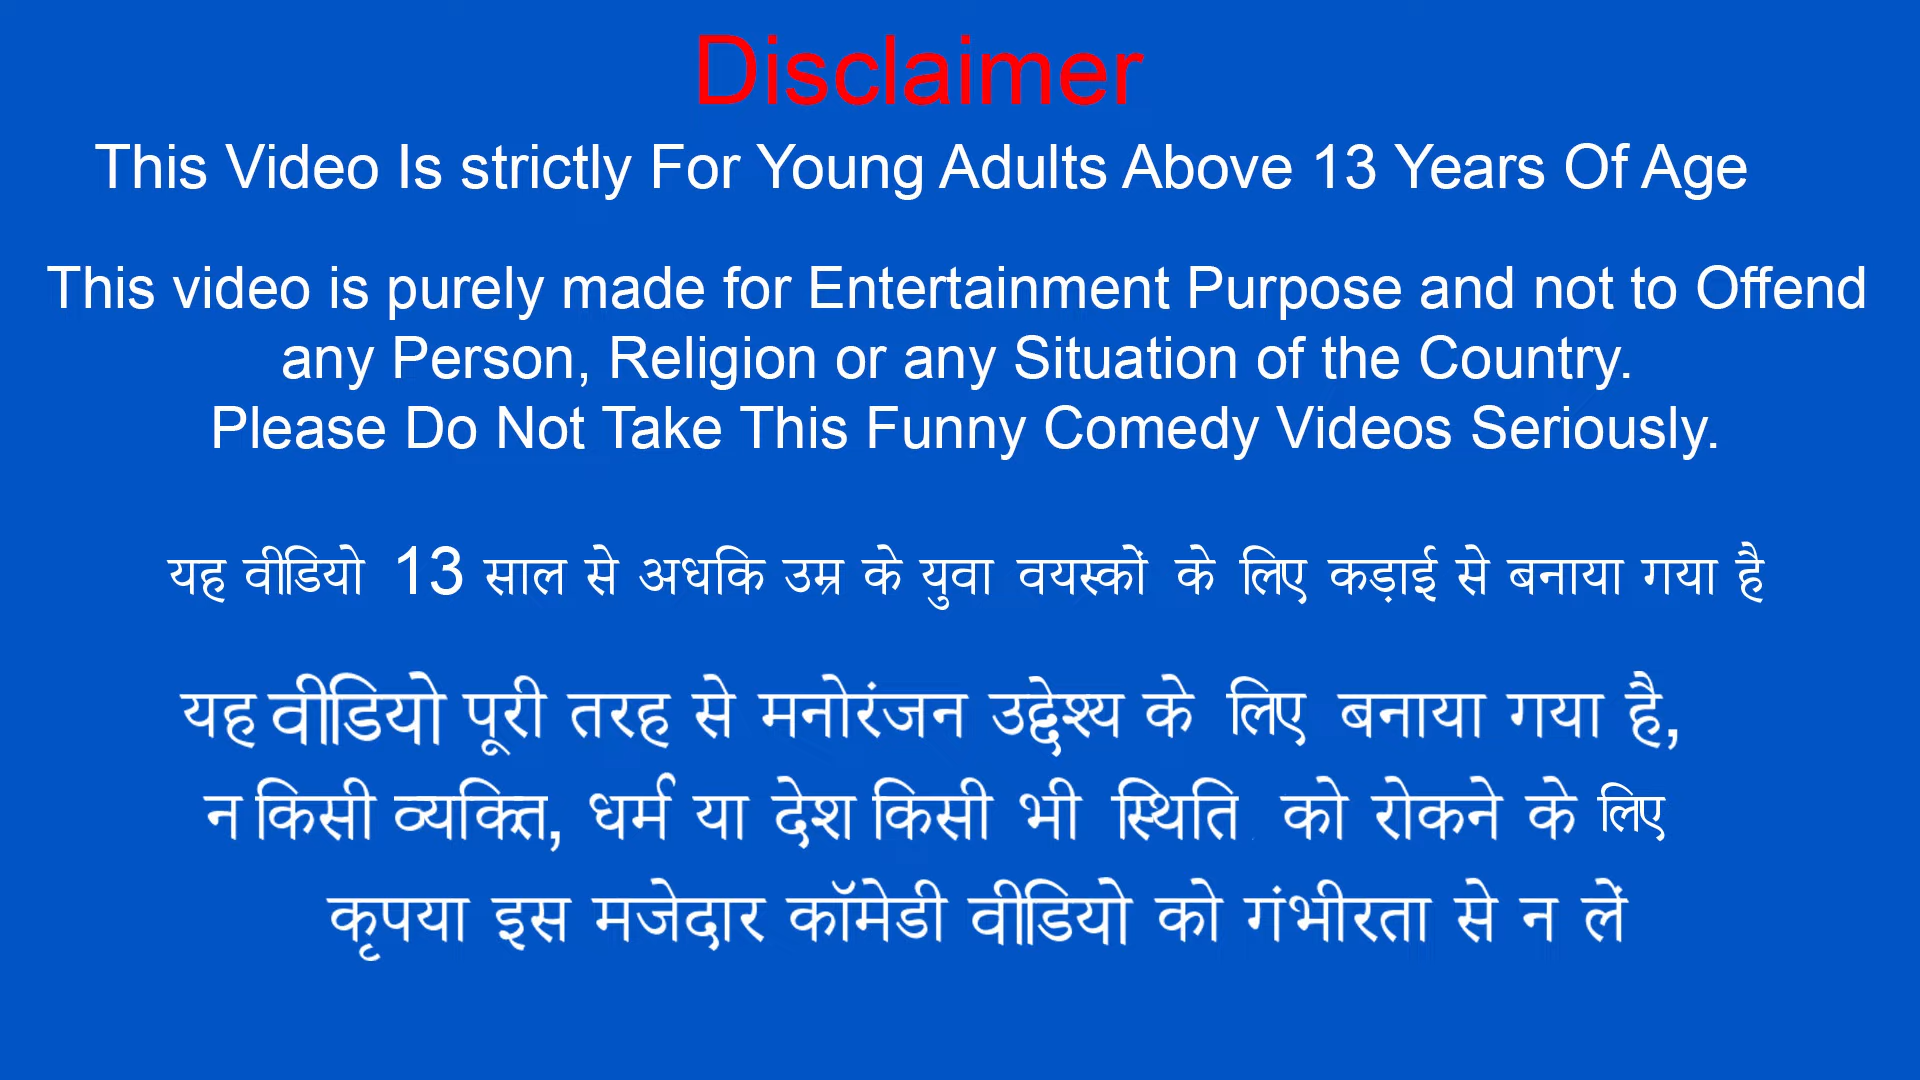 Disclaimer
This Video Is strictly For Young Adults Above 13 Years Of Age
This video is purely made for Entertainment Purpose and not to Offend
any Person, Religion or any Situation of the Country.
Please Do Not Take This Funny Comedy Videos Seriously.
यह वीडियो 13 साल से अधकि उम्र के युवा वयस्कों के लिए कड़ाई से बनाया गया है
यह वीडियो पूरी तरह से मनोरंजन उद्देश्य के लिए बनाया गया है,
न किसी व्यक्ति, धर्म या देश किसी भी स्थिति को रोकने के लिए
कृपया इस मजेदार कॉमेडी वीडियो को गंभीरता से न लें